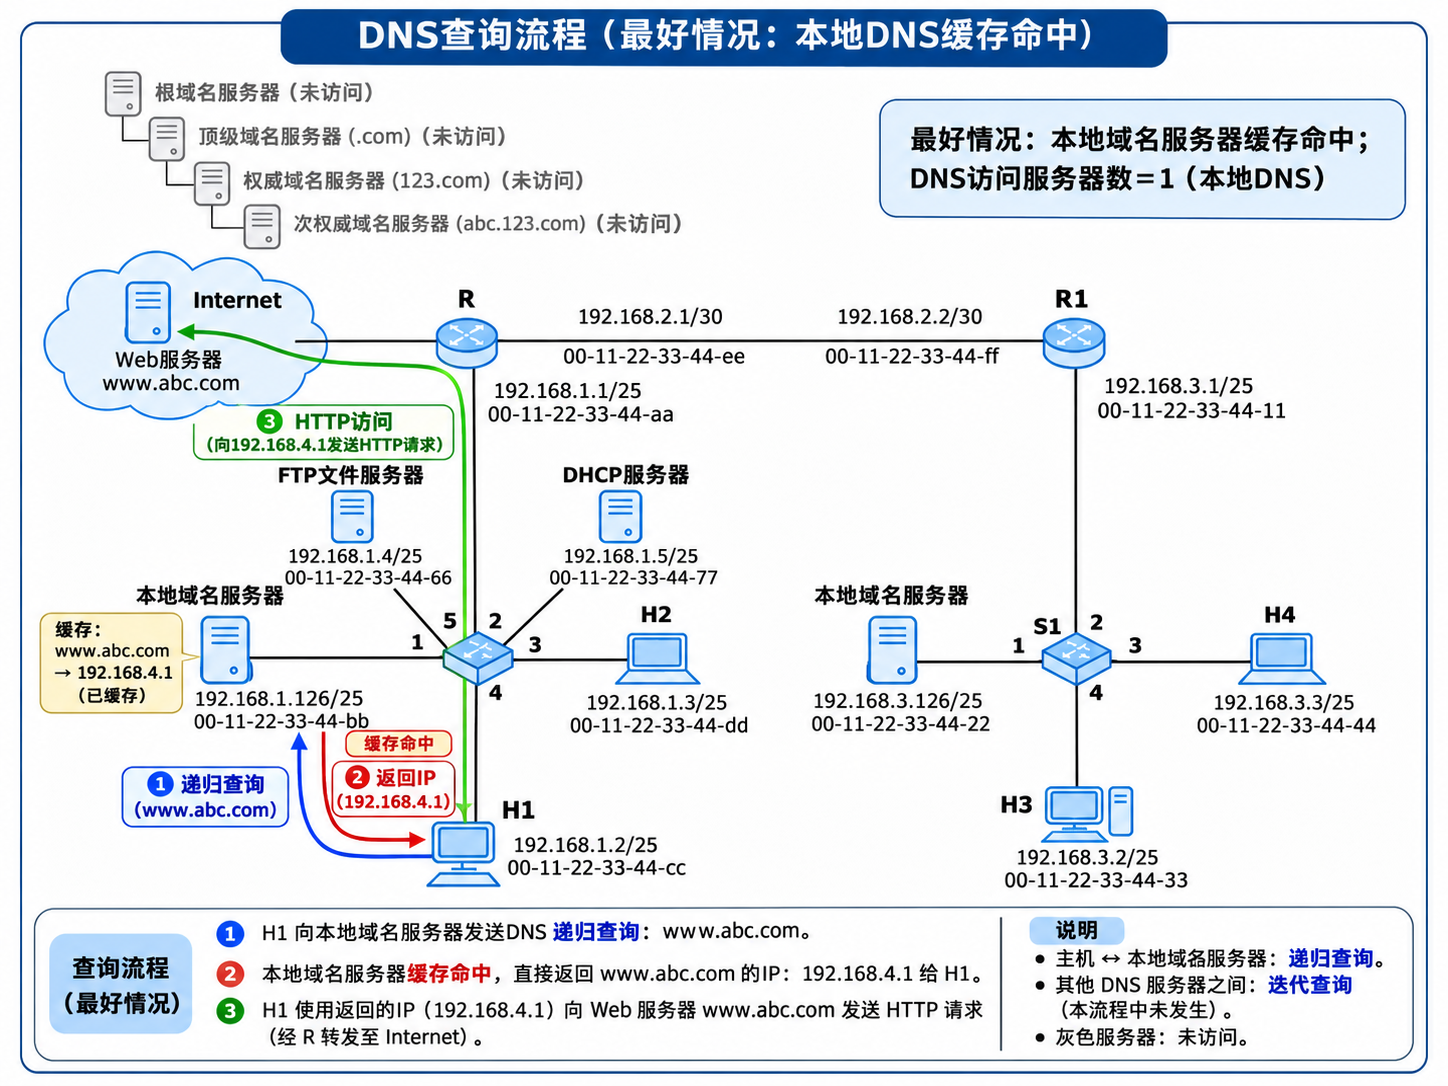 DNS查询流程（最好情况：本地DNS缓存命中）
根域名服务器（未访问）
顶级域名服务器 (.com)（未访问）
权威域名服务器 (123.com)（未访问）
次权威域名服务器 (abc.123.com)（未访问）
最好情况：本地域名服务器缓存命中；
DNS访问服务器数＝1（本地DNS）
Internet
Web服务器
www.abc.com
R
192.168.2.1/30
00-11-22-33-44-ee
192.168.2.2/30
00-11-22-33-44-ff
R1
192.168.1.1/25
00-11-22-33-44-aa
192.168.3.1/25
00-11-22-33-44-11
3 HTTP访问
（向192.168.4.1发送HTTP请求）
FTP文件服务器
192.168.1.4/25
00-11-22-33-44-66
DHCP服务器
192.168.1.5/25
00-11-22-33-44-77
本地域名服务器
缓存：
www.abc.com
→ 192.168.4.1
（已缓存）
192.168.1.126/25
00-11-22-33-44-bb
5
2
1
3
4
H2
192.168.1.3/25
00-11-22-33-44-dd
本地域名服务器
192.168.3.126/25
00-11-22-33-44-22
S1
2
1
3
4
H4
192.168.3.3/25
00-11-22-33-44-44
缓存命中
1 递归查询
（www.abc.com）
2 返回IP
（192.168.4.1）
H1
192.168.1.2/25
00-11-22-33-44-cc
H3
192.168.3.2/25
00-11-22-33-44-33
查询流程
（最好情况）
1 H1 向本地域名服务器发送DNS 递归查询：www.abc.com。
2 本地域名服务器缓存命中，直接返回 www.abc.com 的IP：192.168.4.1 给 H1。
3 H1 使用返回的IP（192.168.4.1）向 Web 服务器 www.abc.com 发送 HTTP 请求
（经 R 转发至 Internet）。
说明
● 主机 ↔ 本地域名服务器：递归查询。
● 其他 DNS 服务器之间：迭代查询
（本流程中未发生）。
● 灰色服务器：未访问。